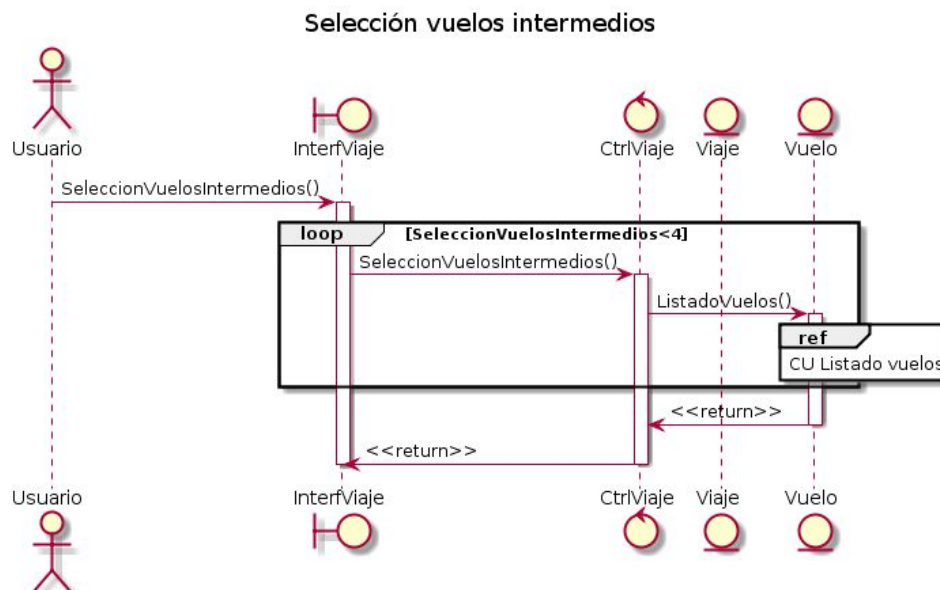 Selección vuelos intermedios
Usuario
InterfViaje
CtrlViaje
Viaje
Vuelo
SeleccionVuelosIntermedios()
loop
[SeleccionVuelosIntermedios<4]
SeleccionVuelosIntermedios()
ListadoVuelos()
ref
CU Listado vuelos
<<return>>
<<return>>
Usuario
InterfViaje
CtrlViaje
Viaje
Vuelo